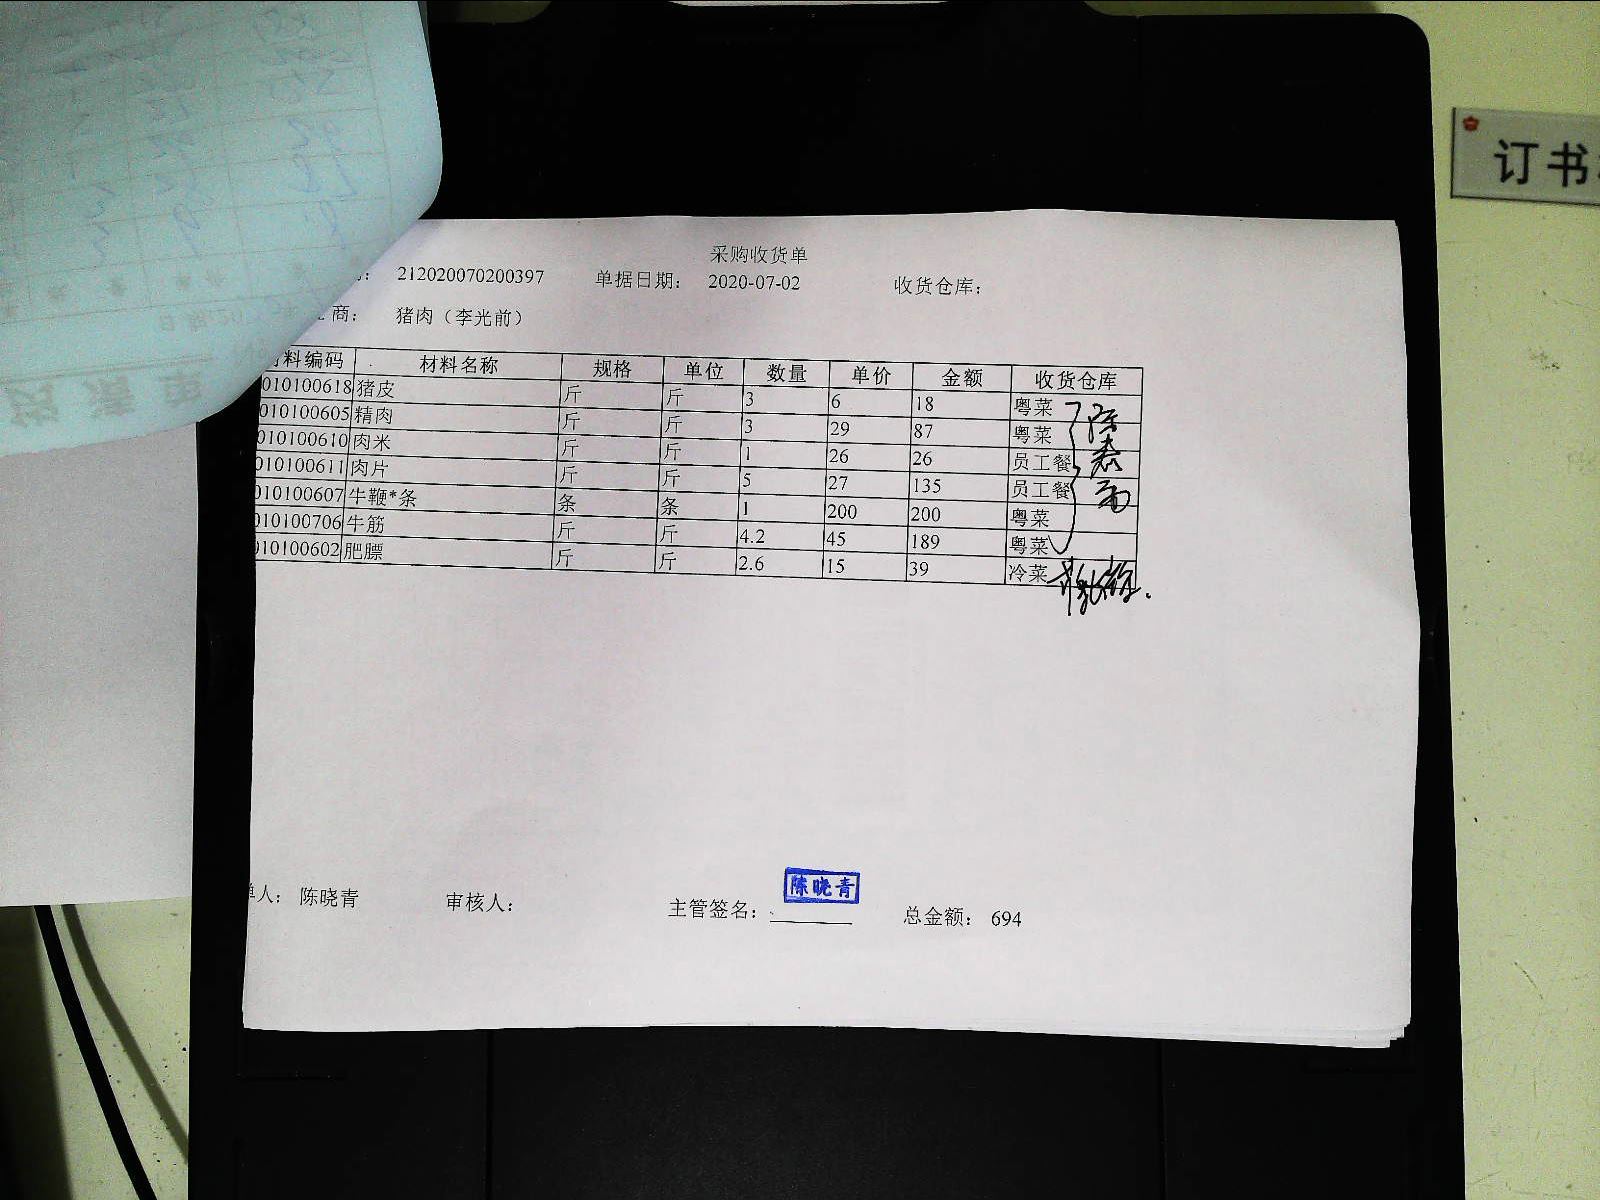 订书
采购收货单
212020070200397 单据日期: 2020-07-02 收货仓库:
商: 猪肉（李光前）
料编码 材料名称 规格 单位 数量 单价 金额 收货仓库
010100618 猪皮 斤 斤 3 6 18 粤菜
010100605 精肉 斤 斤 3 29 87 粤菜
010100610 肉米 斤 斤 1 26 26 员工餐
010100611 肉片 斤 斤 5 27 135 员工餐
010100607 牛鞭*条 条 条 1 200 200 粤菜
010100706 牛筋 斤 斤 4.2 45 189 粤菜
010100602 肥膘 斤 斤 2.6 15 39 冷菜
陈晓青
单人: 陈晓青 审核人: 主管签名: 总金额: 694